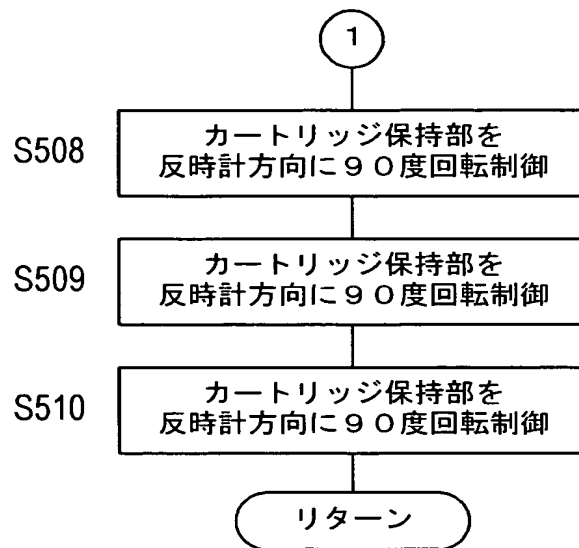 1
S508
カートリッジ保持部を
反時計方向に９０度回転制御
S509
カートリッジ保持部を
反時計方向に９０度回転制御
S510
カートリッジ保持部を
反時計方向に９０度回転制御
リターン